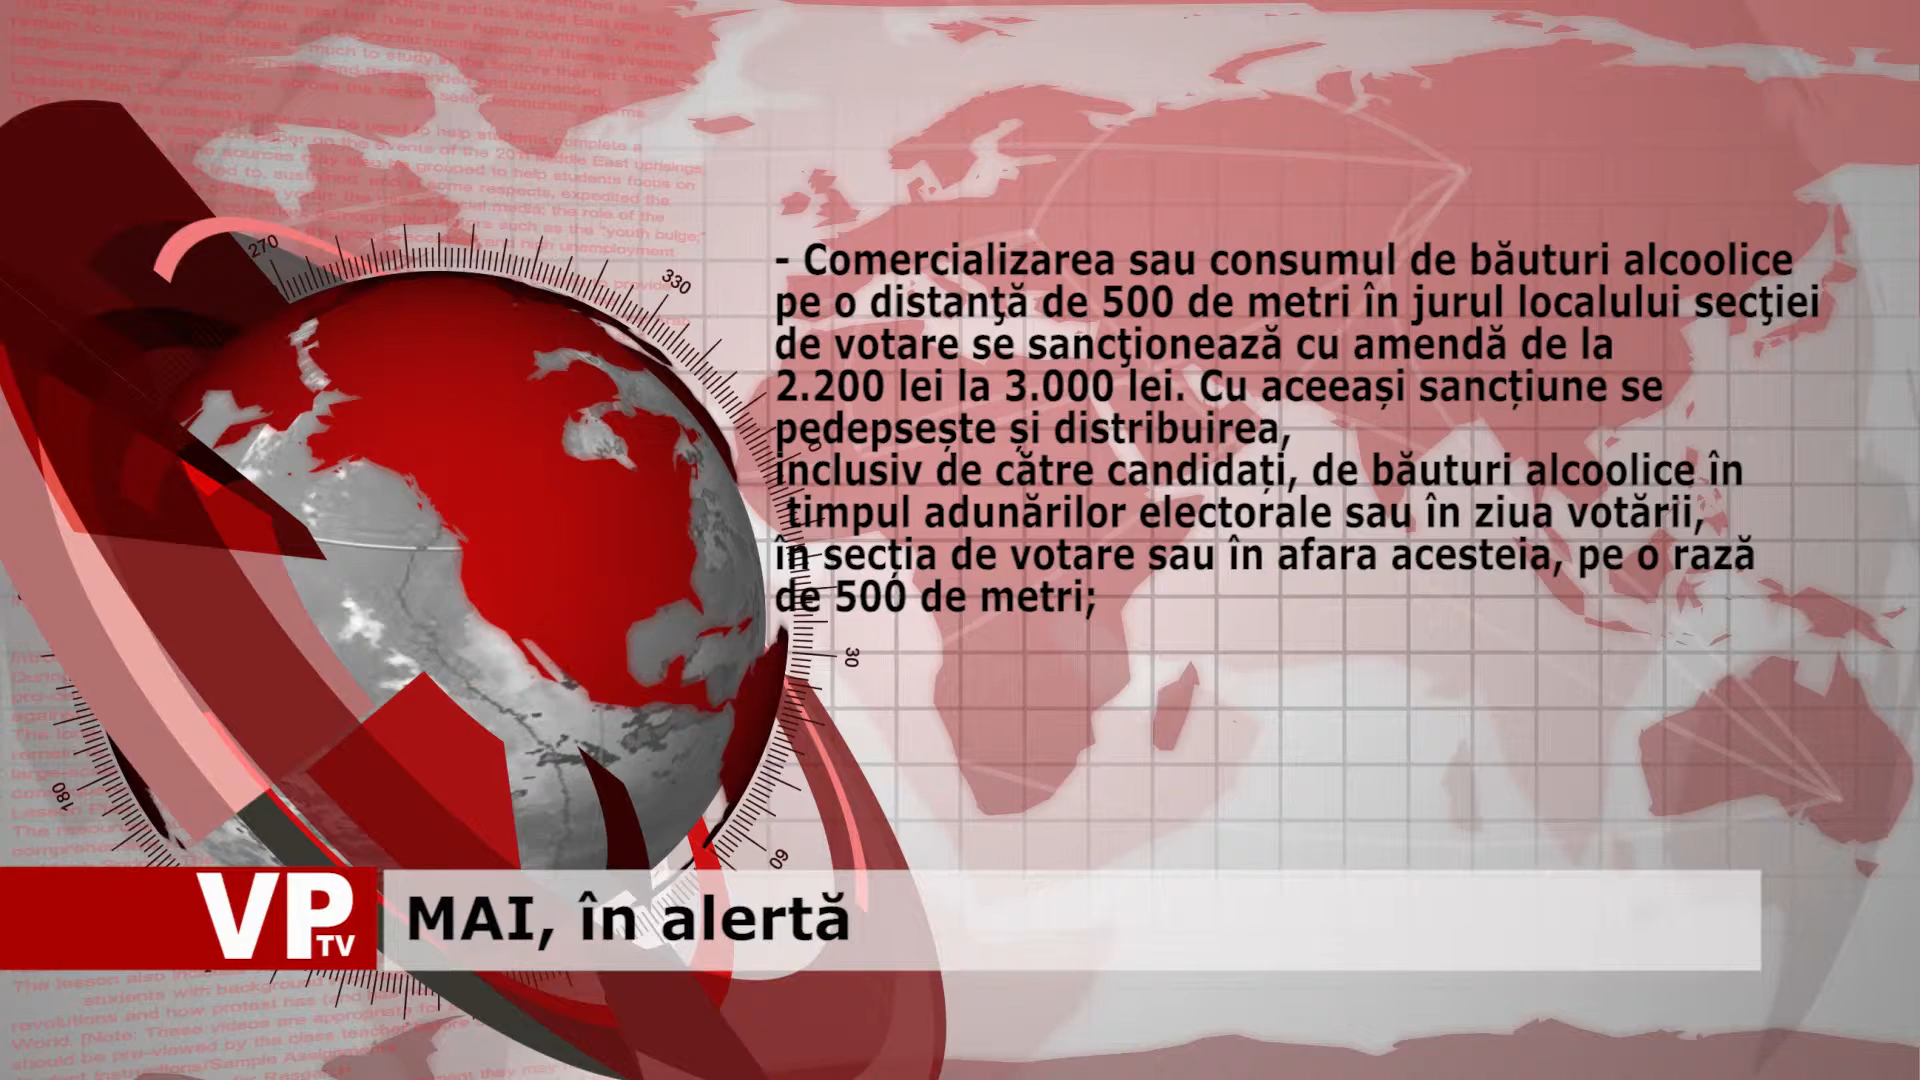 - Comercializarea sau consumul de băuturi alcoolice
pe o distanţă de 500 de metri în jurul localului secţiei
de votare se sancţionează cu amendă de la
2.200 lei la 3.000 lei. Cu aceeași sancțiune se
pedepsește și distribuirea,
inclusiv de către candidați, de băuturi alcoolice în
timpul adunărilor electorale sau în ziua votării,
în secția de votare sau în afara acesteia, pe o rază
de 500 de metri;
270
330
30
60
180
VP TV
MAI, în alertă